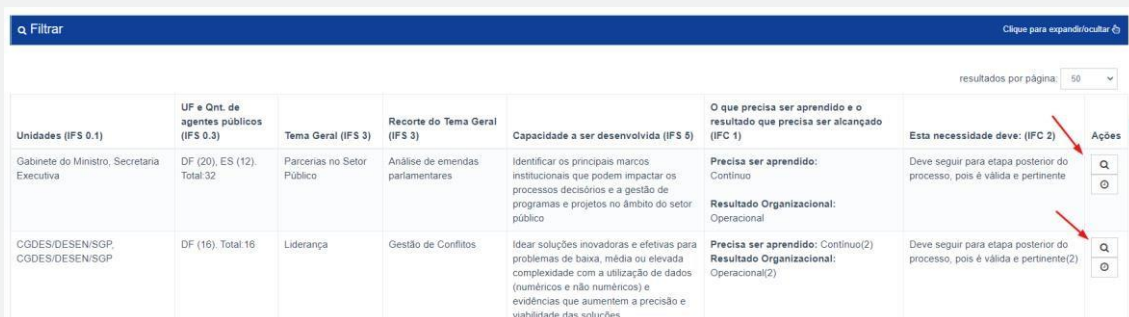 Filtrar
Clique para expandir/ocultar
resultados por página: 50
Unidades (IFS 0.1)
UF e Qnt. de
agentes públicos
(IFS 0.3)
Tema Geral (IFS 3)
Recorte do Tema Geral
(IFS 3)
Capacidade a ser desenvolvida (IFS 5)
O que precisa ser aprendido e o
resultado que precisa ser alcançado
(IFC 1)
Esta necessidade deve: (IFC 2)
Ações
Gabinete do Ministro, Secretaria
Executiva
DF (20), ES (12).
Total:32
Parcerias no Setor
Público
Análise de emendas
parlamentares
Identificar os principais marcos
institucionais que podem impactar os
processos decisórios e a gestão de
programas e projetos no âmbito do setor
público
Precisa ser aprendido:
Contínuo
Resultado Organizacional:
Operacional
Deve seguir para etapa posterior do
processo, pois é válida e pertinente
CGDES/DESEN/SGP,
CGDES/DESEN/SGP
DF (16). Total:16
Liderança
Gestão de Conflitos
Idear soluções inovadoras e efetivas para
problemas de baixa, média ou elevada
complexidade com a utilização de dados
(numéricos e não numéricos) e
evidências que aumentem a precisão e
viabilidade das soluções
Precisa ser aprendido: Contínuo(2)
Resultado Organizacional:
Operacional(2)
Deve seguir para etapa posterior do
processo, pois é válida e pertinente(2)